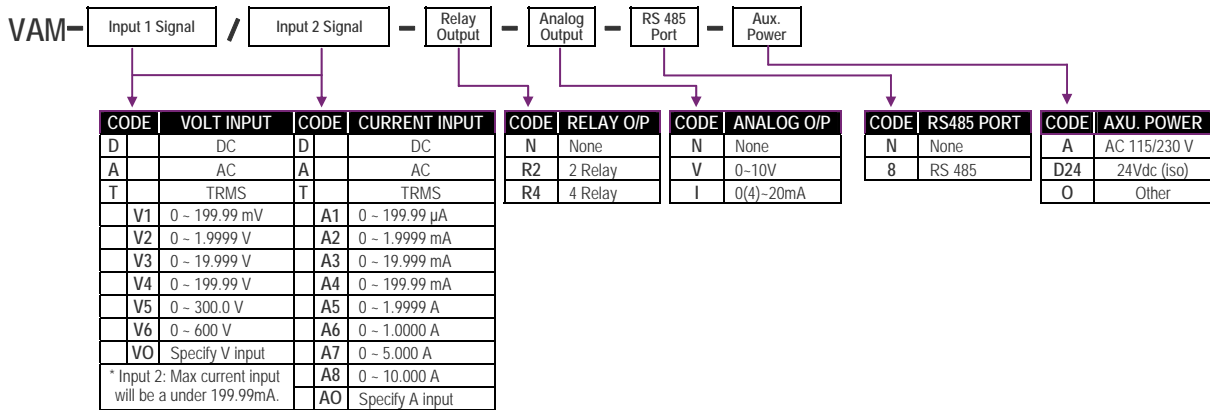 VAM– Input 1 Signal / Input 2 Signal – Relay Output – Analog Output – RS 485 Port – Aux. Power
CODE VOLT INPUT CODE CURRENT INPUT
D DC D DC
A AC A AC
T TRMS T TRMS
V1 0 ~ 199.99 mV A1 0 ~ 199.99 µA
V2 0 ~ 1.9999 V A2 0 ~ 1.9999 mA
V3 0 ~ 19.999 V A3 0 ~ 19.999 mA
V4 0 ~ 199.99 V A4 0 ~ 199.99 mA
V5 0 ~ 300.0 V A5 0 ~ 1.9999 A
V6 0 ~ 600 V A6 0 ~ 1.0000 A
VO Specify V input A7 0 ~ 5.000 A
* Input 2: Max current input A8 0 ~ 10.000 A
will be a under 199.99mA. AO Specify A input
CODE RELAY O/P
N None
R2 2 Relay
R4 4 Relay
CODE ANALOG O/P
N None
V 0~10V
I 0(4)~20mA
CODE RS485 PORT
N None
8 RS 485
CODE AXU. POWER
A AC 115/230 V
D24 24Vdc (iso)
O Other